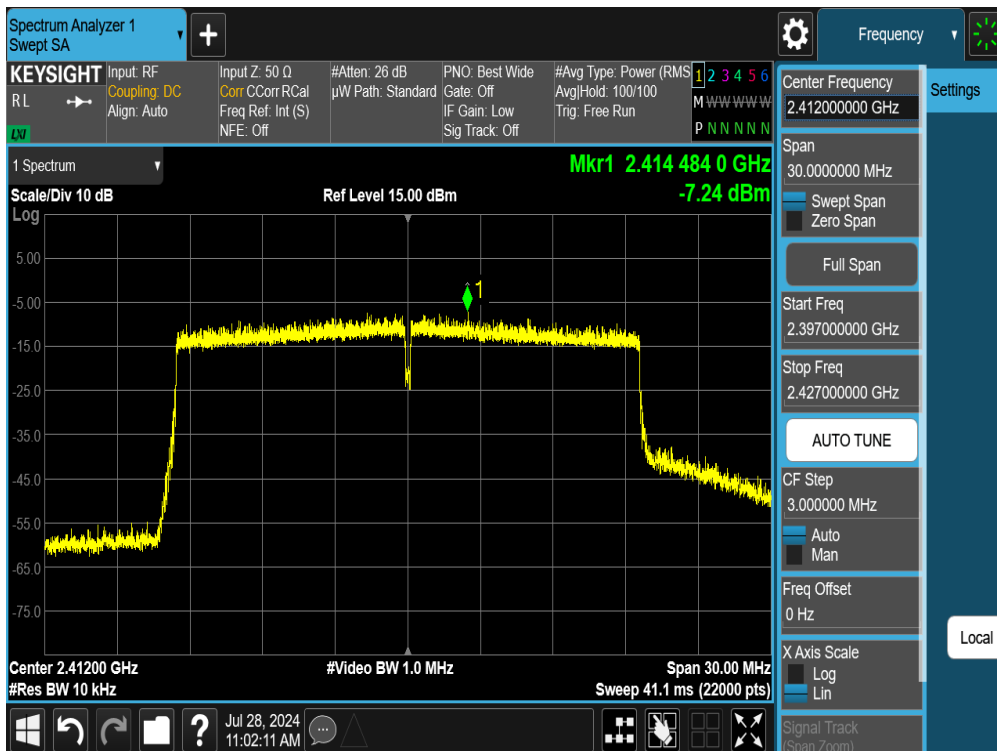 Spectrum Analyzer 1
Swept SA
+
Frequency
KEYSIGHT
R L
LXI
Input: RF
Coupling: DC
Align: Auto
Input Z: 50 Ω
Corr CCorr RCal
Freq Ref: Int (S)
NFE: Off
#Atten: 26 dB
µW Path: Standard
PNO: Best Wide
Gate: Off
IF Gain: Low
Sig Track: Off
#Avg Type: Power (RMS
Avg|Hold: 100/100
Trig: Free Run
1 2 3 4 5 6
M W W W W W
P N N N N N
Center Frequency
2.412000000 GHz
Settings
Span
30.0000000 MHz
Swept Span
Zero Span
Full Span
Start Freq
2.397000000 GHz
Stop Freq
2.427000000 GHz
AUTO TUNE
CF Step
3.000000 MHz
Auto
Man
Freq Offset
0 Hz
X Axis Scale
Log
Lin
Local
Signal Track
(Span Zoom)
1 Spectrum
Mkr1 2.414 484 0 GHz
-7.24 dBm
Scale/Div 10 dB
Ref Level 15.00 dBm
Log
5.00
-5.00
-15.0
-25.0
-35.0
-45.0
-55.0
-65.0
-75.0
1
Center 2.41200 GHz
#Video BW 1.0 MHz
Span 30.00 MHz
#Res BW 10 kHz
Sweep 41.1 ms (22000 pts)
?
Jul 28, 2024
11:02:11 AM